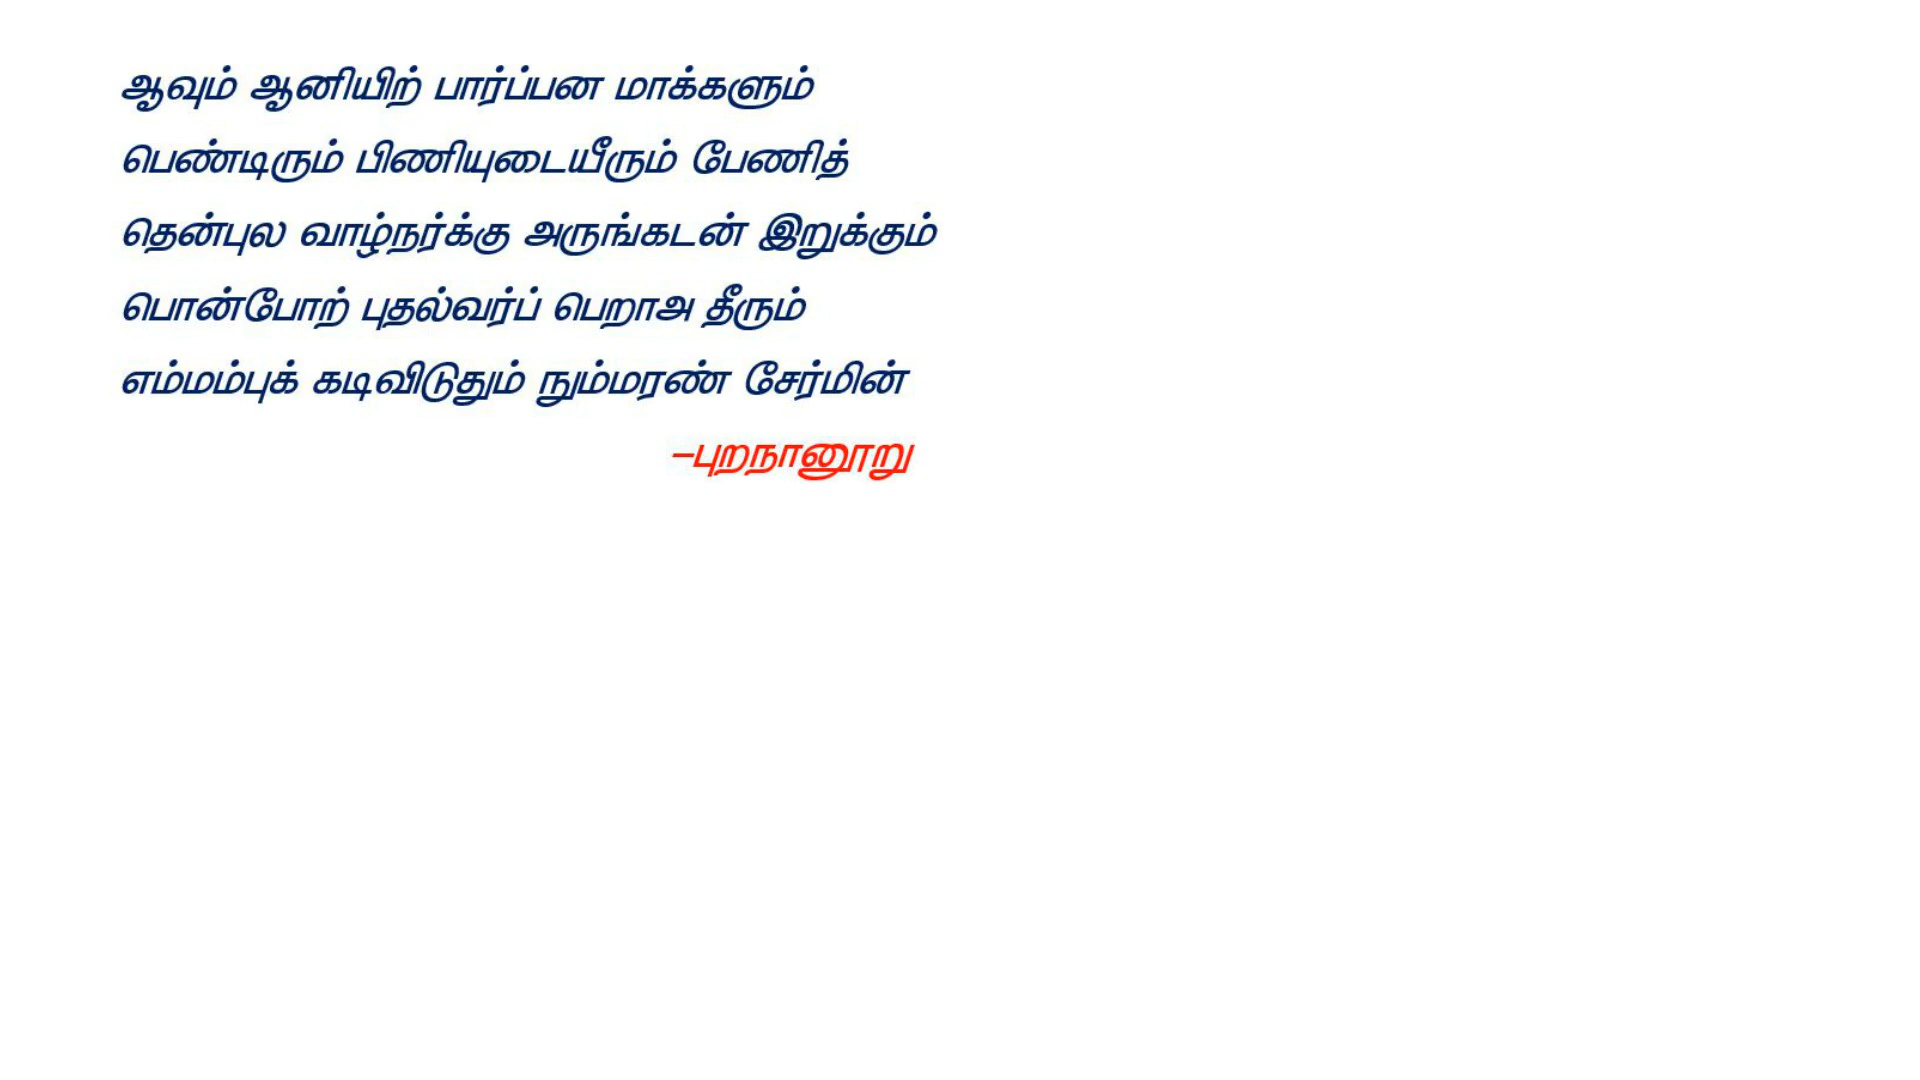 ஆவும் ஆனியிற் பார்ப்பன மாக்களும்
பெண்டிரும் பிணியுடையீரும் பேணித்
தென்புல வாழ்நர்க்கு அருங்கடன் இறுக்கும்
பொன்போற் புதல்வர்ப் பெறாஅ தீரும்
எம்மம்புக் கடிவிடுதும் நும்மரண் சேர்மின்
–புறநானூறு